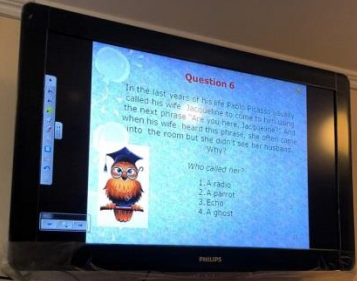 Question 6
In the last years of his life Pablo Picasso usually
called his wife Jacqueline to come to him using
the next phrase "Are you here, Jacqueline?" And
when his wife heard this phrase, she often came
into the room but she didn't see her husband.
Why?
Who called her?
1. A radio
2. A parrot
3. Echo
4. A ghost
PHILIPS